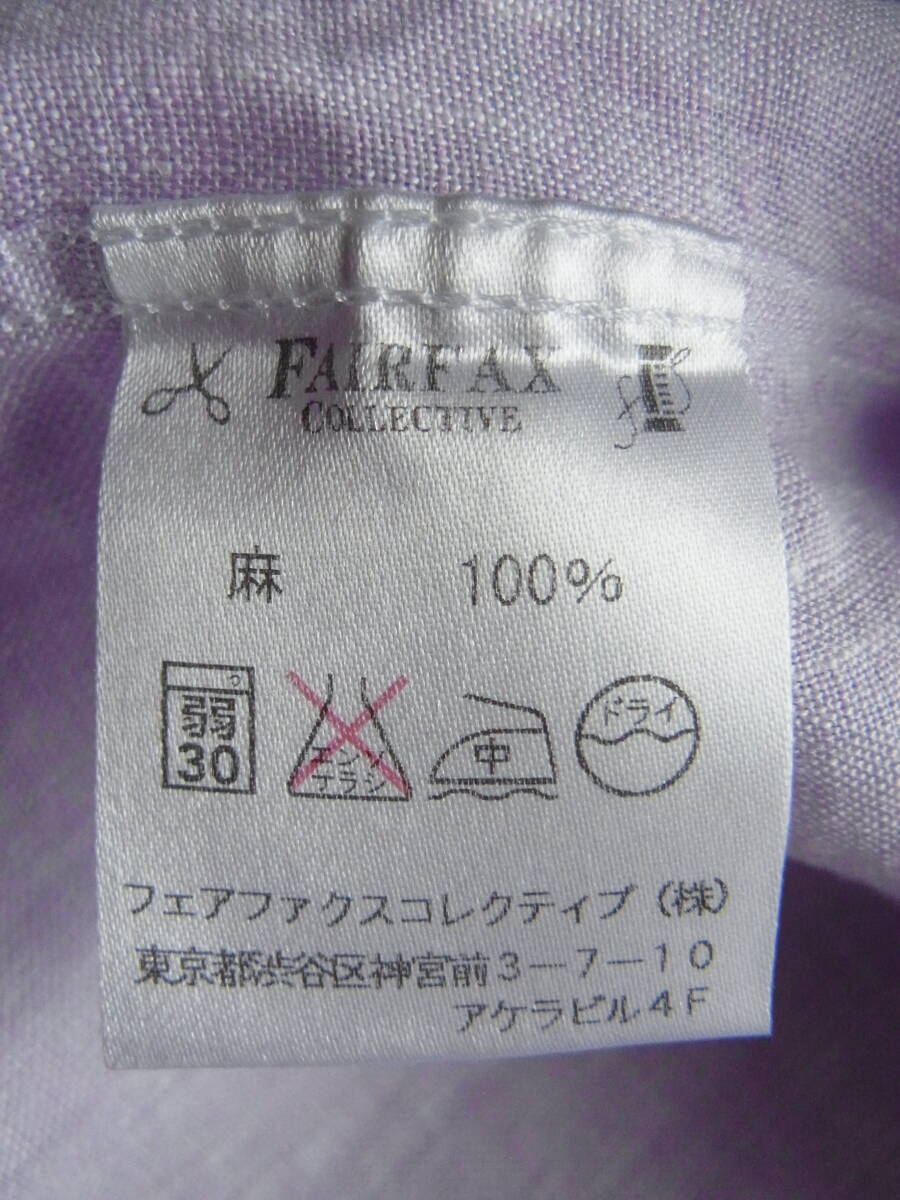 FAIRFAX
COLLECTIVE
麻 100%
弱 30
エンソ
テラシ
中
ドライ
フェアファクスコレクティブ（株）
東京都渋谷区神宮前3－7－10
アケラビル4F